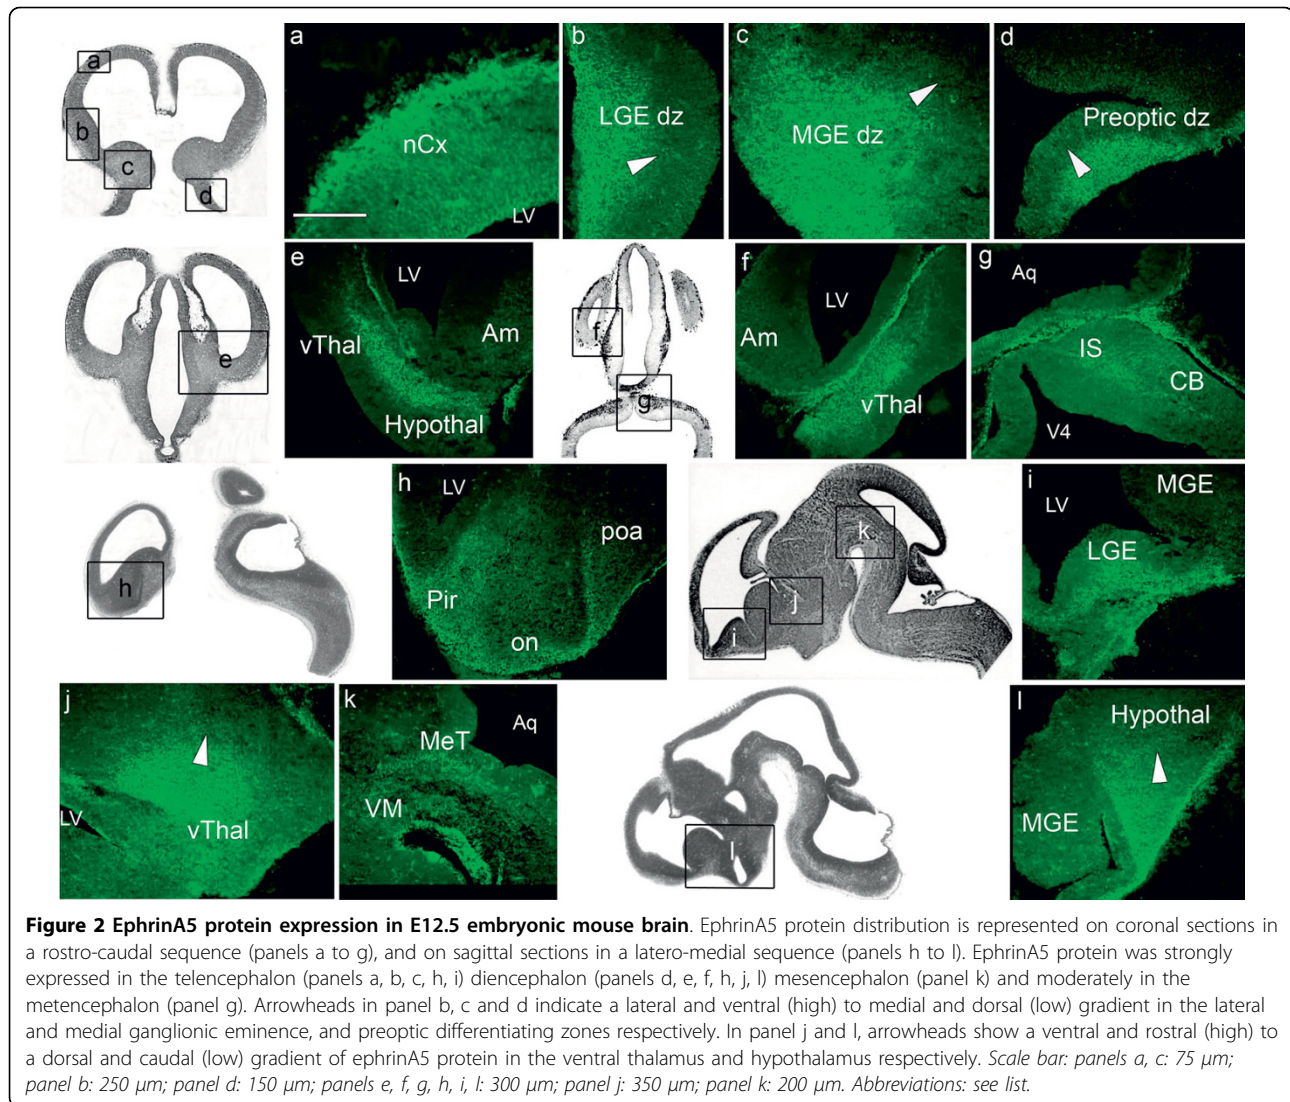 a
b
c
d
a
nCx
LV
b
LGE dz
c
MGE dz
d
Preoptic dz
e
e
LV
vThal
Am
Hypothal
f
g
f
LV
Am
vThal
g
Aq
IS
CB
V4
h
h
LV
poa
Pir
on
k
j
i
i
MGE
LV
LGE
j
LV
vThal
k
Aq
MeT
VM
l
l
Hypothal
MGE
Figure 2 EphrinA5 protein expression in E12.5 embryonic mouse brain. EphrinA5 protein distribution is represented on coronal sections in
a rostro-caudal sequence (panels a to g), and on sagittal sections in a latero-medial sequence (panels h to l). EphrinA5 protein was strongly
expressed in the telencephalon (panels a, b, c, h, i) diencephalon (panels d, e, f, h, j, l) mesencephalon (panel k) and moderately in the
metencephalon (panel g). Arrowheads in panel b, c and d indicate a lateral and ventral (high) to medial and dorsal (low) gradient in the lateral
and medial ganglionic eminence, and preoptic differentiating zones respectively. In panel j and l, arrowheads show a ventral and rostral (high) to
a dorsal and caudal (low) gradient of ephrinA5 protein in the ventral thalamus and hypothalamus respectively. Scale bar: panels a, c: 75 μm;
panel b: 250 μm; panel d: 150 μm; panels e, f, g, h, i, l: 300 μm; panel j: 350 μm; panel k: 200 μm. Abbreviations: see list.